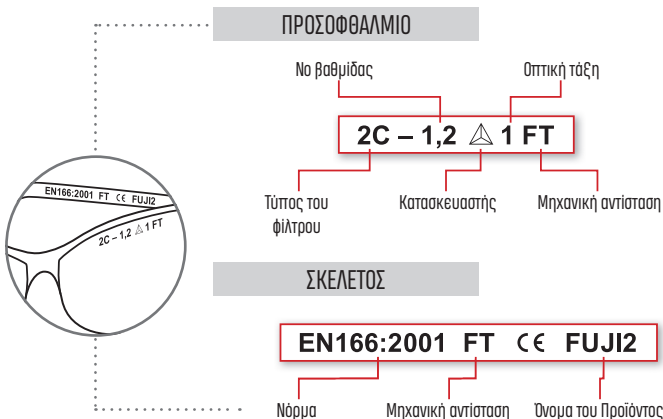 ΠΡΟΣΟΦΘΑΛΜΙΟ
Νο βαθμίδας Οπτική τάξη
2C – 1,2 1 FT
Τύπος του φίλτρου Κατασκευαστής Μηχανική αντίσταση
EN166:2001 FT CE FUJI2
2C – 1,2 1 FT
ΣΚΕΛΕΤΟΣ
EN166:2001 FT CE FUJI2
Νόρμα Μηχανική αντίσταση Όνομα του Προϊόντος